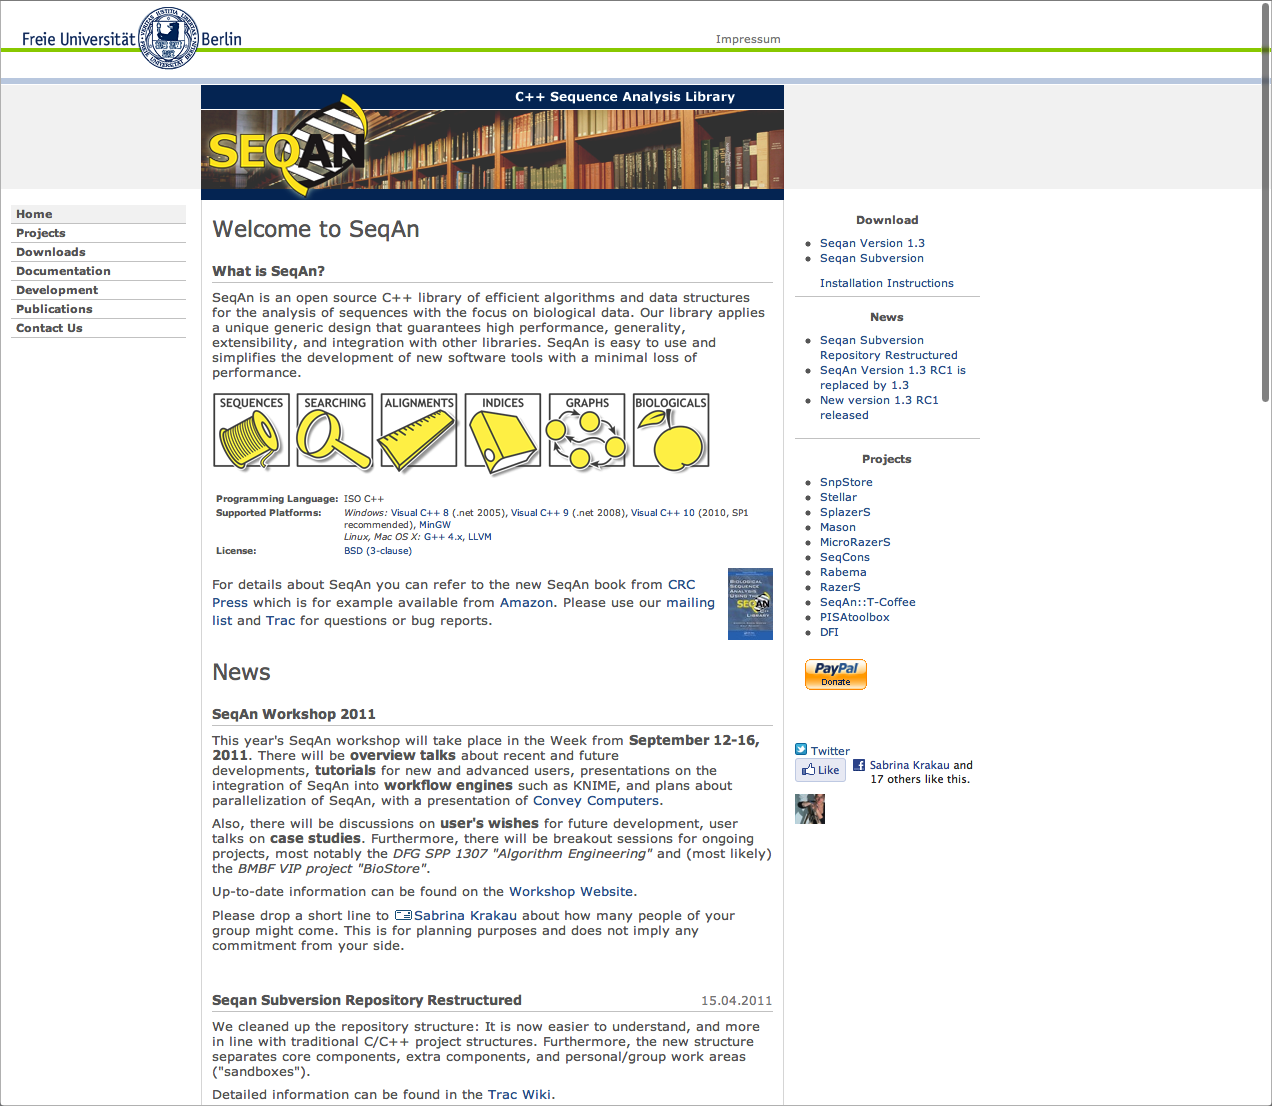 Freie Universität Berlin
Impressum
C++ Sequence Analysis Library
SEQAN
Home
Projects
Downloads
Documentation
Development
Publications
Contact Us
Welcome to SeqAn
What is SeqAn?
SeqAn is an open source C++ library of efficient algorithms and data structures
for the analysis of sequences with the focus on biological data. Our library applies
a unique generic design that guarantees high performance, generality,
extensibility, and integration with other libraries. SeqAn is easy to use and
simplifies the development of new software tools with a minimal loss of
performance.
SEQUENCES SEARCHING ALIGNMENTS INDICES GRAPHS BIOLOGICALS
Programming Language: ISO C++
Supported Platforms: Windows: Visual C++ 8 (.net 2005), Visual C++ 9 (.net 2008), Visual C++ 10 (2010, SP1
recommended), MinGW
Linux, Mac OS X: G++ 4.x, LLVM
License: BSD (3-clause)
For details about SeqAn you can refer to the new SeqAn book from CRC
Press which is for example available from Amazon. Please use our mailing
list and Trac for questions or bug reports.
BIOLOGICAL
SEQUENCE
ANALYSIS
USING THE
SEQAN
C++
LIBRARY
News
SeqAn Workshop 2011
This year's SeqAn workshop will take place in the Week from September 12-16,
2011. There will be overview talks about recent and future
developments, tutorials for new and advanced users, presentations on the
integration of SeqAn into workflow engines such as KNIME, and plans about
parallelization of SeqAn, with a presentation of Convey Computers.
Also, there will be discussions on user's wishes for future development, user
talks on case studies. Furthermore, there will be breakout sessions for ongoing
projects, most notably the DFG SPP 1307 "Algorithm Engineering" and (most likely)
the BMBF VIP project "BioStore".
Up-to-date information can be found on the Workshop Website.
Please drop a short line to Sabrina Krakau about how many people of your
group might come. This is for planning purposes and does not imply any
commitment from your side.
Seqan Subversion Repository Restructured 15.04.2011
We cleaned up the repository structure: It is now easier to understand, and more
in line with traditional C/C++ project structures. Furthermore, the new structure
separates core components, extra components, and personal/group work areas
("sandboxes").
Detailed information can be found in the Trac Wiki.
Download
Seqan Version 1.3
Seqan Subversion
Installation Instructions
News
Seqan Subversion
Repository Restructured
SeqAn Version 1.3 RC1 is
replaced by 1.3
New version 1.3 RC1
released
Projects
SnpStore
Stellar
SplazerS
Mason
MicroRazerS
SeqCons
Rabema
RazerS
SeqAn::T-Coffee
PISAtoolbox
DFI
PayPal
Donate
Twitter
Like
Sabrina Krakau and
17 others like this.